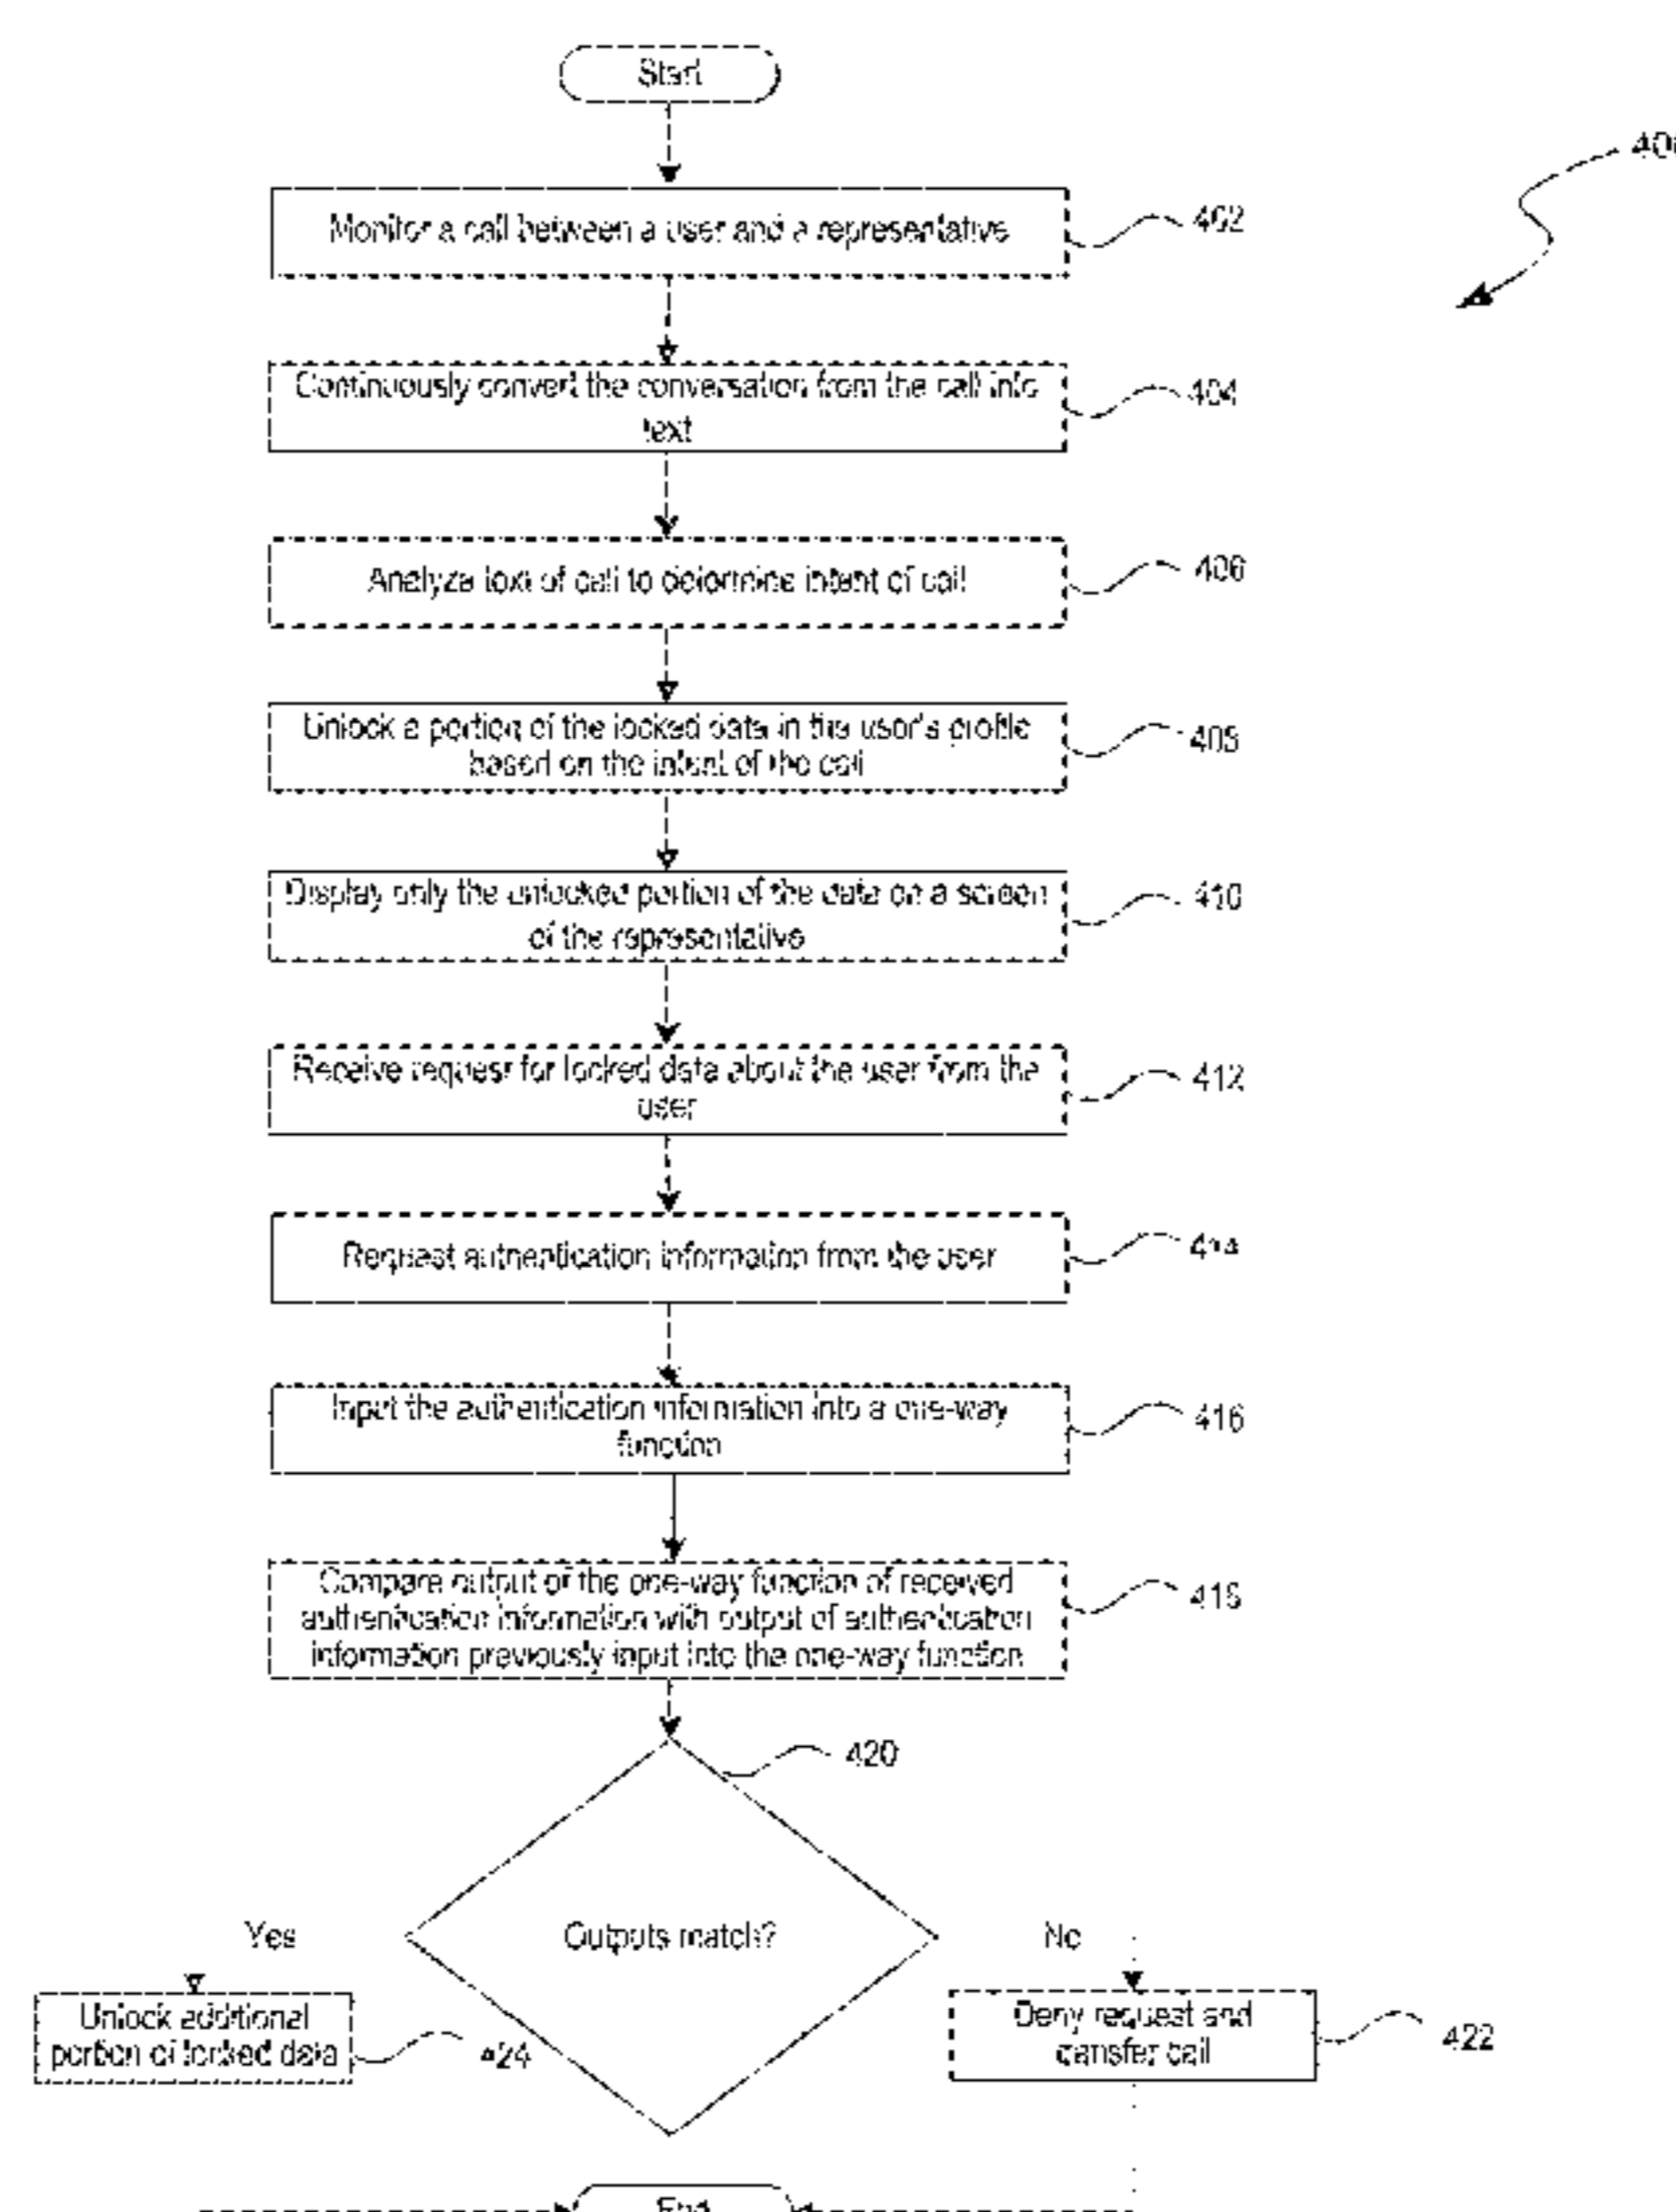 Start
Monitor a call between a user and a representative
402
Continuously convert the conversation from the call into
text
404
Analyze text of call to determine intent of call
406
Unlock a portion of the locked data in the user's profile
based on the intent of the call
408
Display only the unlocked portion of the data on a screen
of the representative
410
Receive request for locked data about the user from the
user
412
Request authentication information from the user
414
Input the authentication information into a one-way
function
416
Compare output of the one-way function of received
authentication information with output of authentication
information previously input into the one-way function
418
420
Outputs match?
Yes
No
Unlock additional
portion of locked data
424
Deny request and
transfer call
422
End